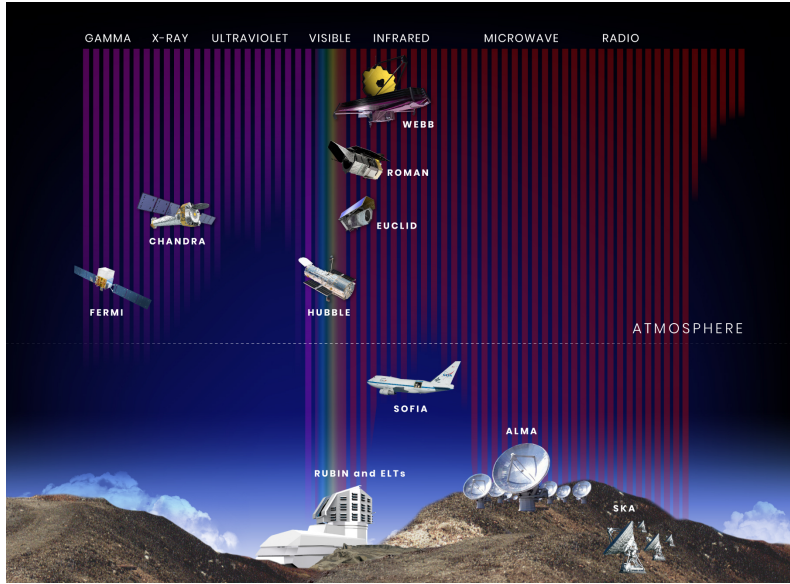 GAMMA X-RAY ULTRAVIOLET VISIBLE INFRARED MICROWAVE RADIO
WEBB
ROMAN
EUCLID
CHANDRA
FERMI
HUBBLE
ATMOSPHERE
SOFIA
ALMA
RUBIN and ELTs
SKA